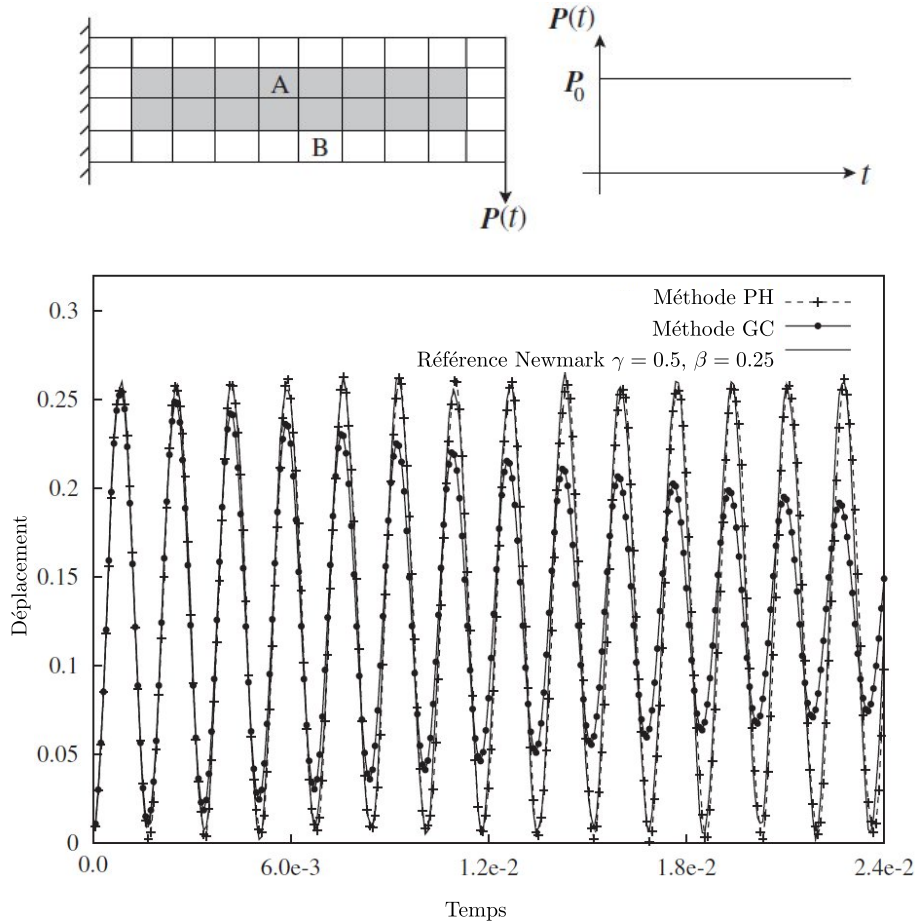 P(t)
A
P₀
B
t
P(t)
0.3
Méthode PH
Méthode GC
Référence Newmark γ = 0.5, β = 0.25
0.25
0.2
0.15
Déplacement
0.1
0.05
0
0.0
6.0e-3
1.2e-2
1.8e-2
2.4e-2
Temps